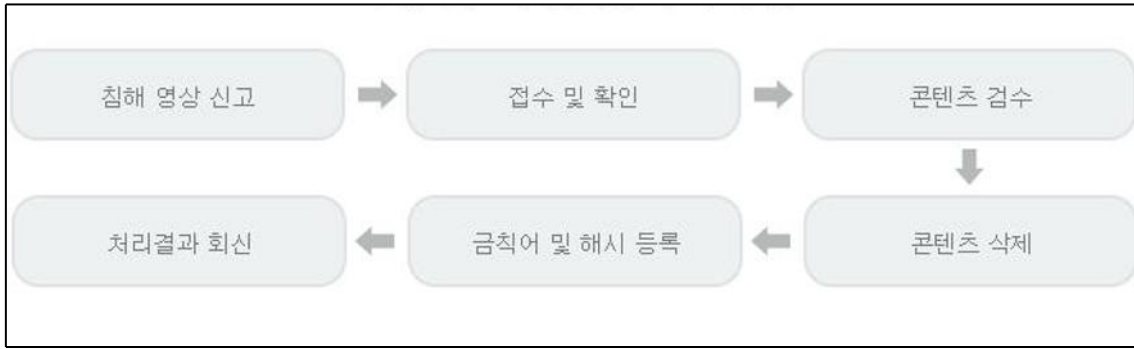 침해 영상 신고
접수 및 확인
콘텐츠 검수
콘텐츠 삭제
금칙어 및 해시 등록
처리결과 회신